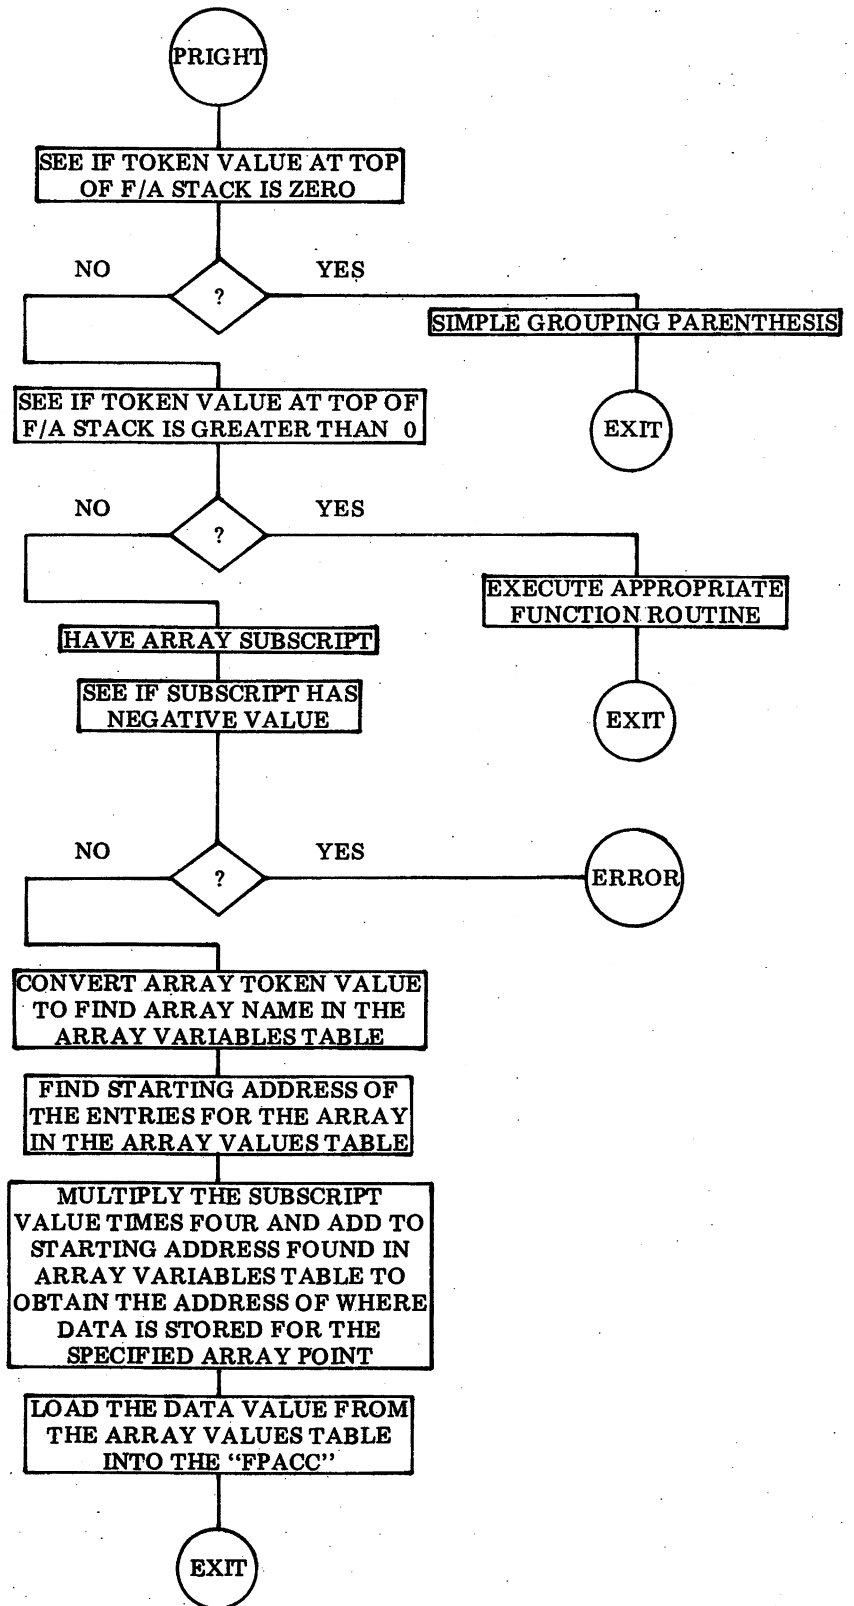 PRIGHT
SEE IF TOKEN VALUE AT TOP
OF F/A STACK IS ZERO
NO
YES
?
SIMPLE GROUPING PARENTHESIS
EXIT
SEE IF TOKEN VALUE AT TOP OF
F/A STACK IS GREATER THAN 0
NO
YES
?
EXECUTE APPROPRIATE
FUNCTION ROUTINE
EXIT
HAVE ARRAY SUBSCRIPT
SEE IF SUBSCRIPT HAS
NEGATIVE VALUE
NO
YES
?
ERROR
CONVERT ARRAY TOKEN VALUE
TO FIND ARRAY NAME IN THE
ARRAY VARIABLES TABLE
FIND STARTING ADDRESS OF
THE ENTRIES FOR THE ARRAY
IN THE ARRAY VALUES TABLE
MULTIPLY THE SUBSCRIPT
VALUE TIMES FOUR AND ADD TO
STARTING ADDRESS FOUND IN
ARRAY VARIABLES TABLE TO
OBTAIN THE ADDRESS OF WHERE
DATA IS STORED FOR THE
SPECIFIED ARRAY POINT
LOAD THE DATA VALUE FROM
THE ARRAY VALUES TABLE
INTO THE “FPACC”
EXIT